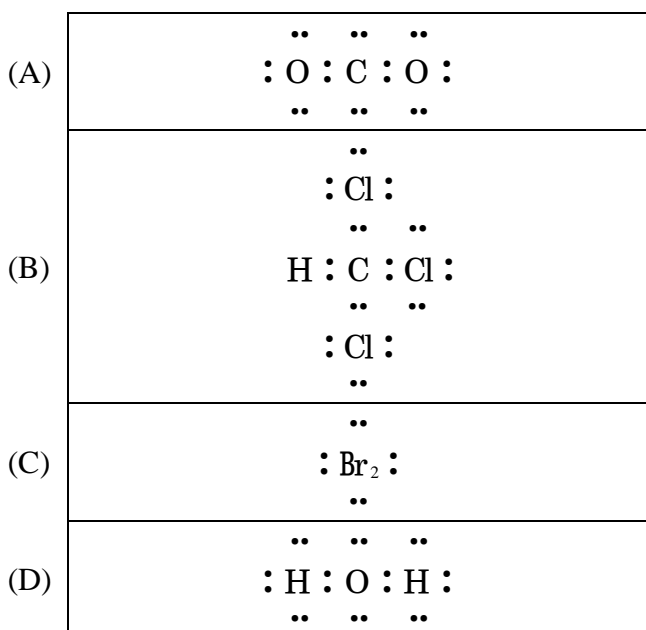 (A) :Ö:C̈:Ö:
(B) :Cl:
H:C:Cl:
:Cl:
(C) :Br₂:
(D) :H:O:H: